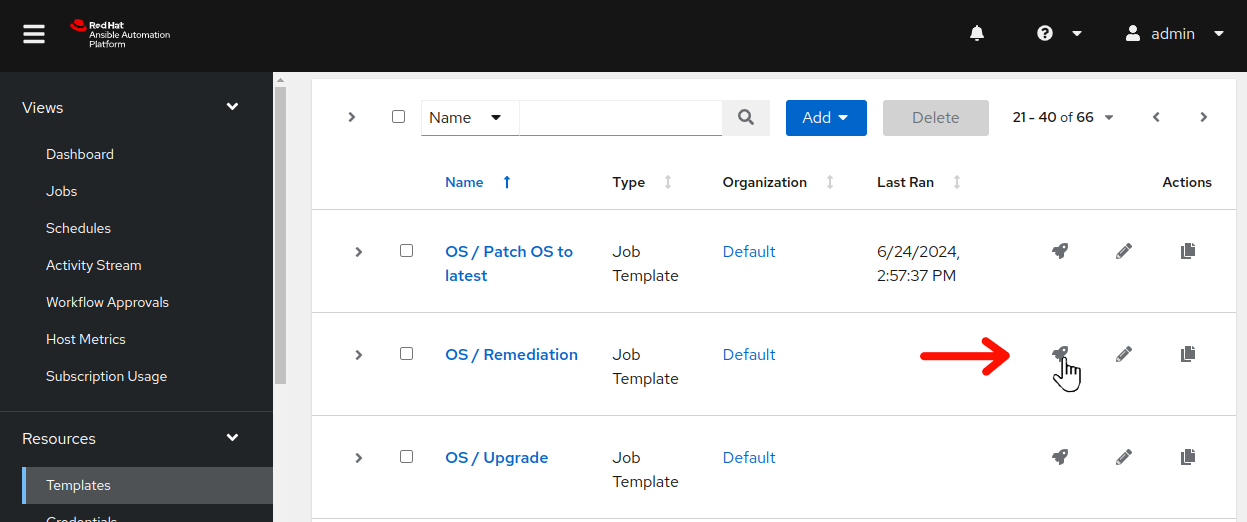 Red Hat
Ansible Automation
Platform
admin
Views
Dashboard
Jobs
Schedules
Activity Stream
Workflow Approvals
Host Metrics
Subscription Usage
Resources
Templates
Credentials
Name
Add
Delete
21 - 40 of 66
Name Type Organization Last Ran Actions
OS / Patch OS to latest
Job Template
Default
6/24/2024, 2:57:37 PM
OS / Remediation
Job Template
Default
OS / Upgrade
Job Template
Default